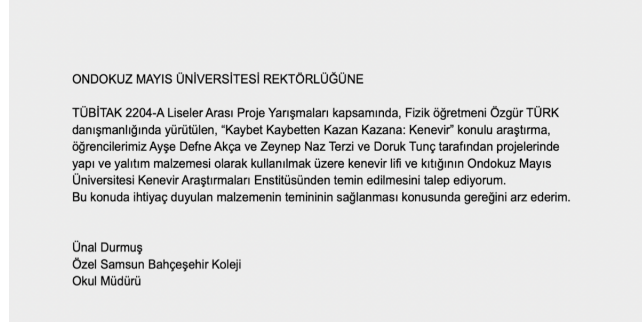 ONDOKUZ MAYIS ÜNİVERSİTESİ REKTÖRLÜĞÜNE
TÜBİTAK 2204-A Liseler Arası Proje Yarışmaları kapsamında, Fizik öğretmeni Özgür TÜRK
danışmanlığında yürütülen, “Kaybet Kaybetten Kazan Kazana: Kenevir” konulu araştırma,
öğrencilerimiz Ayşe Defne Akça ve Zeynep Naz Terzi ve Doruk Tunç tarafından projelerinde
yapı ve yalıtım malzemesi olarak kullanılmak üzere kenevir lifi ve kıtığının Ondokuz Mayıs
Üniversitesi Kenevir Araştırmaları Enstitüsünden temin edilmesini talep ediyorum.
Bu konuda ihtiyaç duyulan malzemenin temininin sağlanması konusunda gereğini arz ederim.
Ünal Durmuş
Özel Samsun Bahçeşehir Koleji
Okul Müdürü